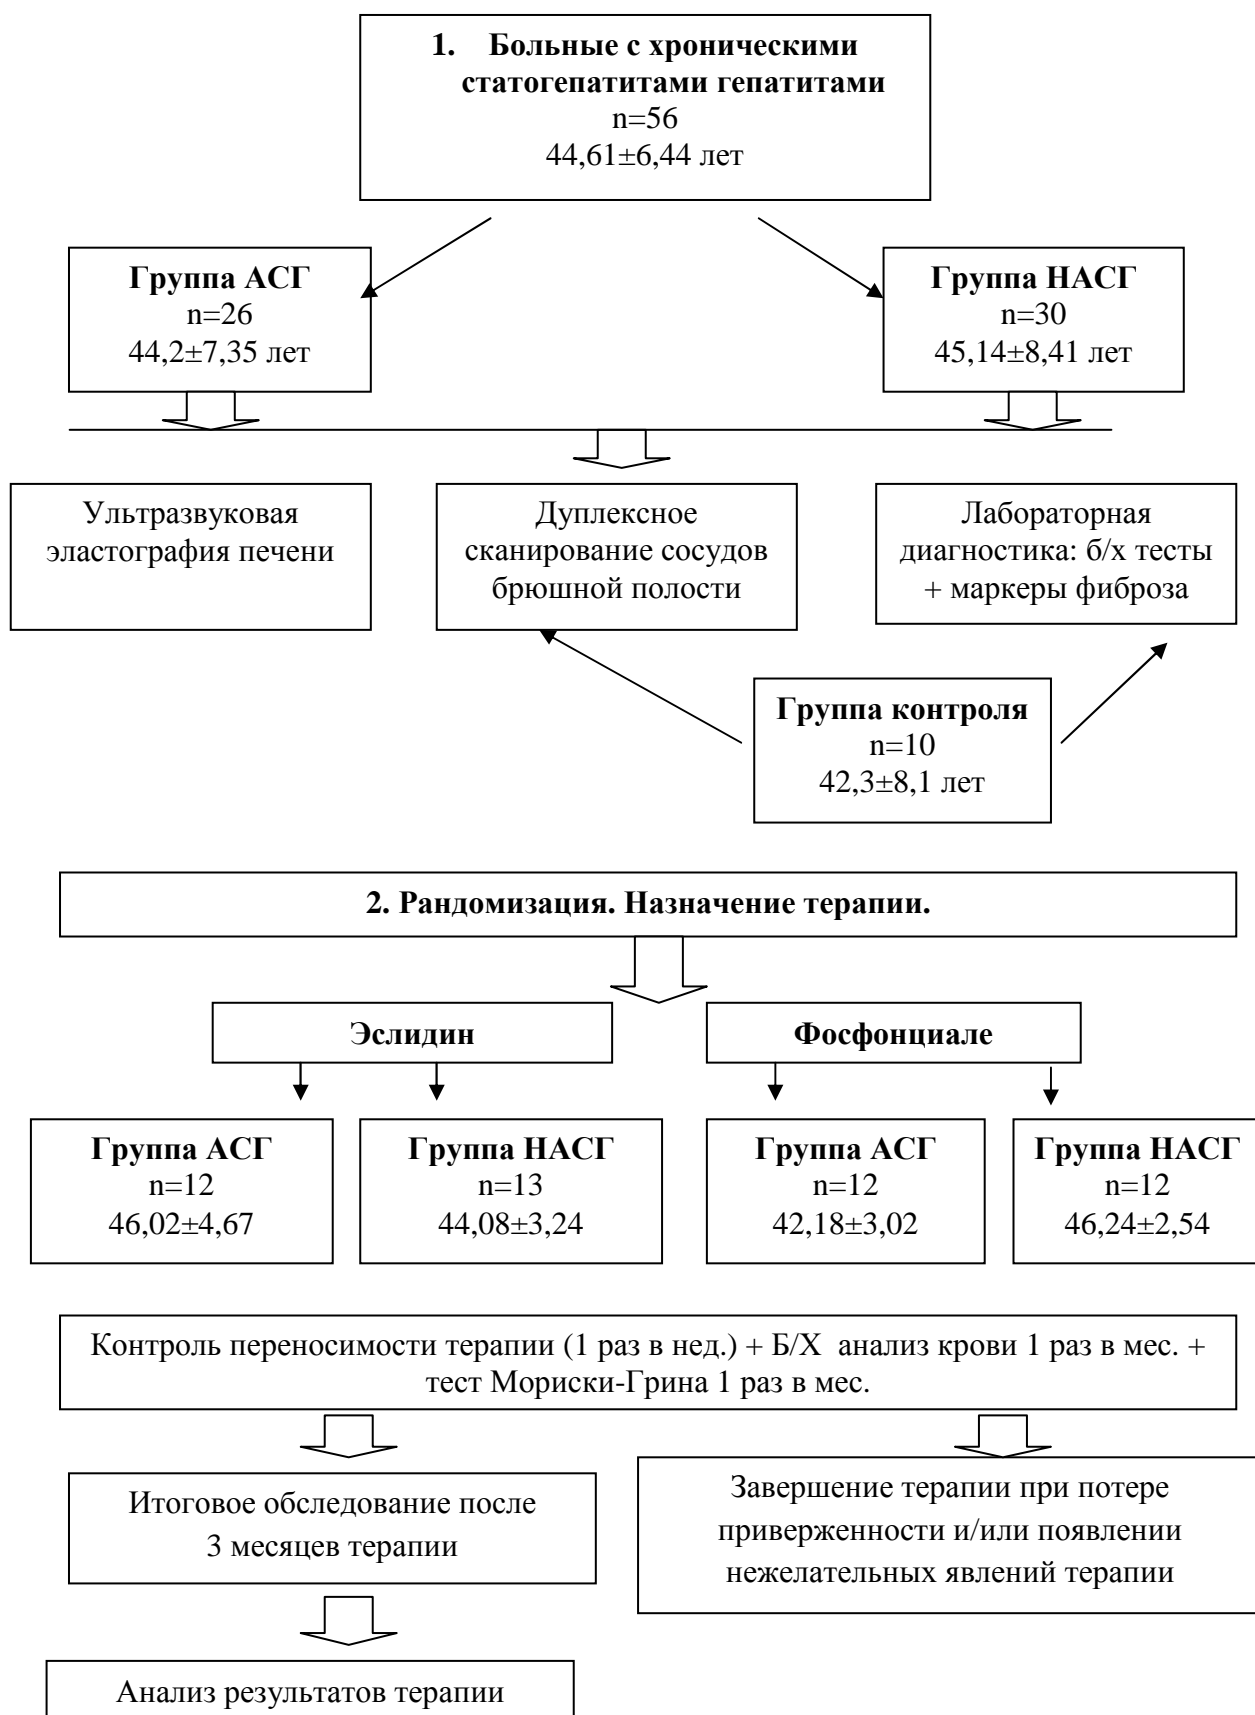 1. Больные с хроническими
статогепатитами гепатитами
n=56
44,61±6,44 лет
Группа АСГ
n=26
44,2±7,35 лет
Группа НАСГ
n=30
45,14±8,41 лет
Ультразвуковая
эластография печени
Дуплексное
сканирование сосудов
брюшной полости
Лабораторная
диагностика: б/х тесты
+ маркеры фиброза
Группа контроля
n=10
42,3±8,1 лет
2. Рандомизация. Назначение терапии.
Эслидин
Фосфонциале
Группа АСГ
n=12
46,02±4,67
Группа НАСГ
n=13
44,08±3,24
Группа АСГ
n=12
42,18±3,02
Группа НАСГ
n=12
46,24±2,54
Контроль переносимости терапии (1 раз в нед.) + Б/Х анализ крови 1 раз в мес. +
тест Мориски-Грина 1 раз в мес.
Итоговое обследование после
3 месяцев терапии
Завершение терапии при потере
приверженности и/или появлении
нежелательных явлений терапии
Анализ результатов терапии